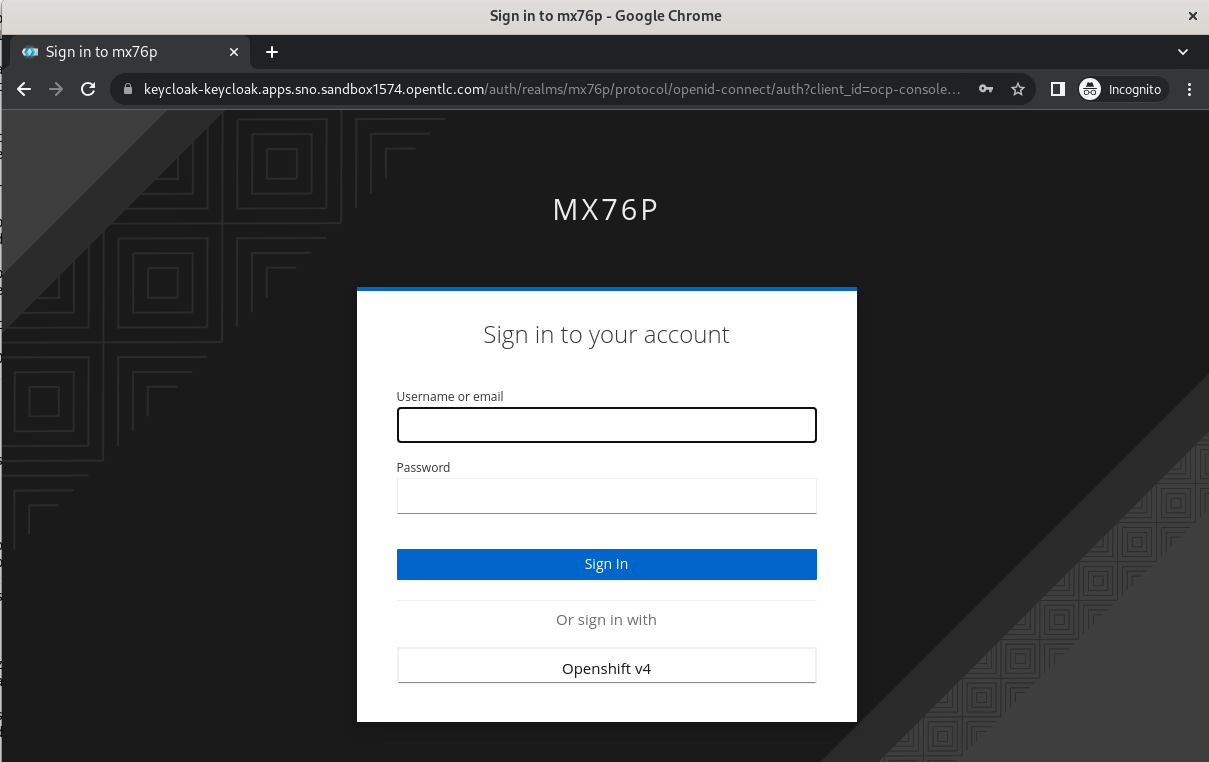 Sign in to mx76p - Google Chrome
Sign in to mx76p
keycloak-keycloak.apps.sno.sandbox1574.opentlc.com/auth/realms/mx76p/protocol/openid-connect/auth?client_id=ocp-console...
Incognito
MX76P
Sign in to your account
Username or email
Password
Sign In
Or sign in with
Openshift v4